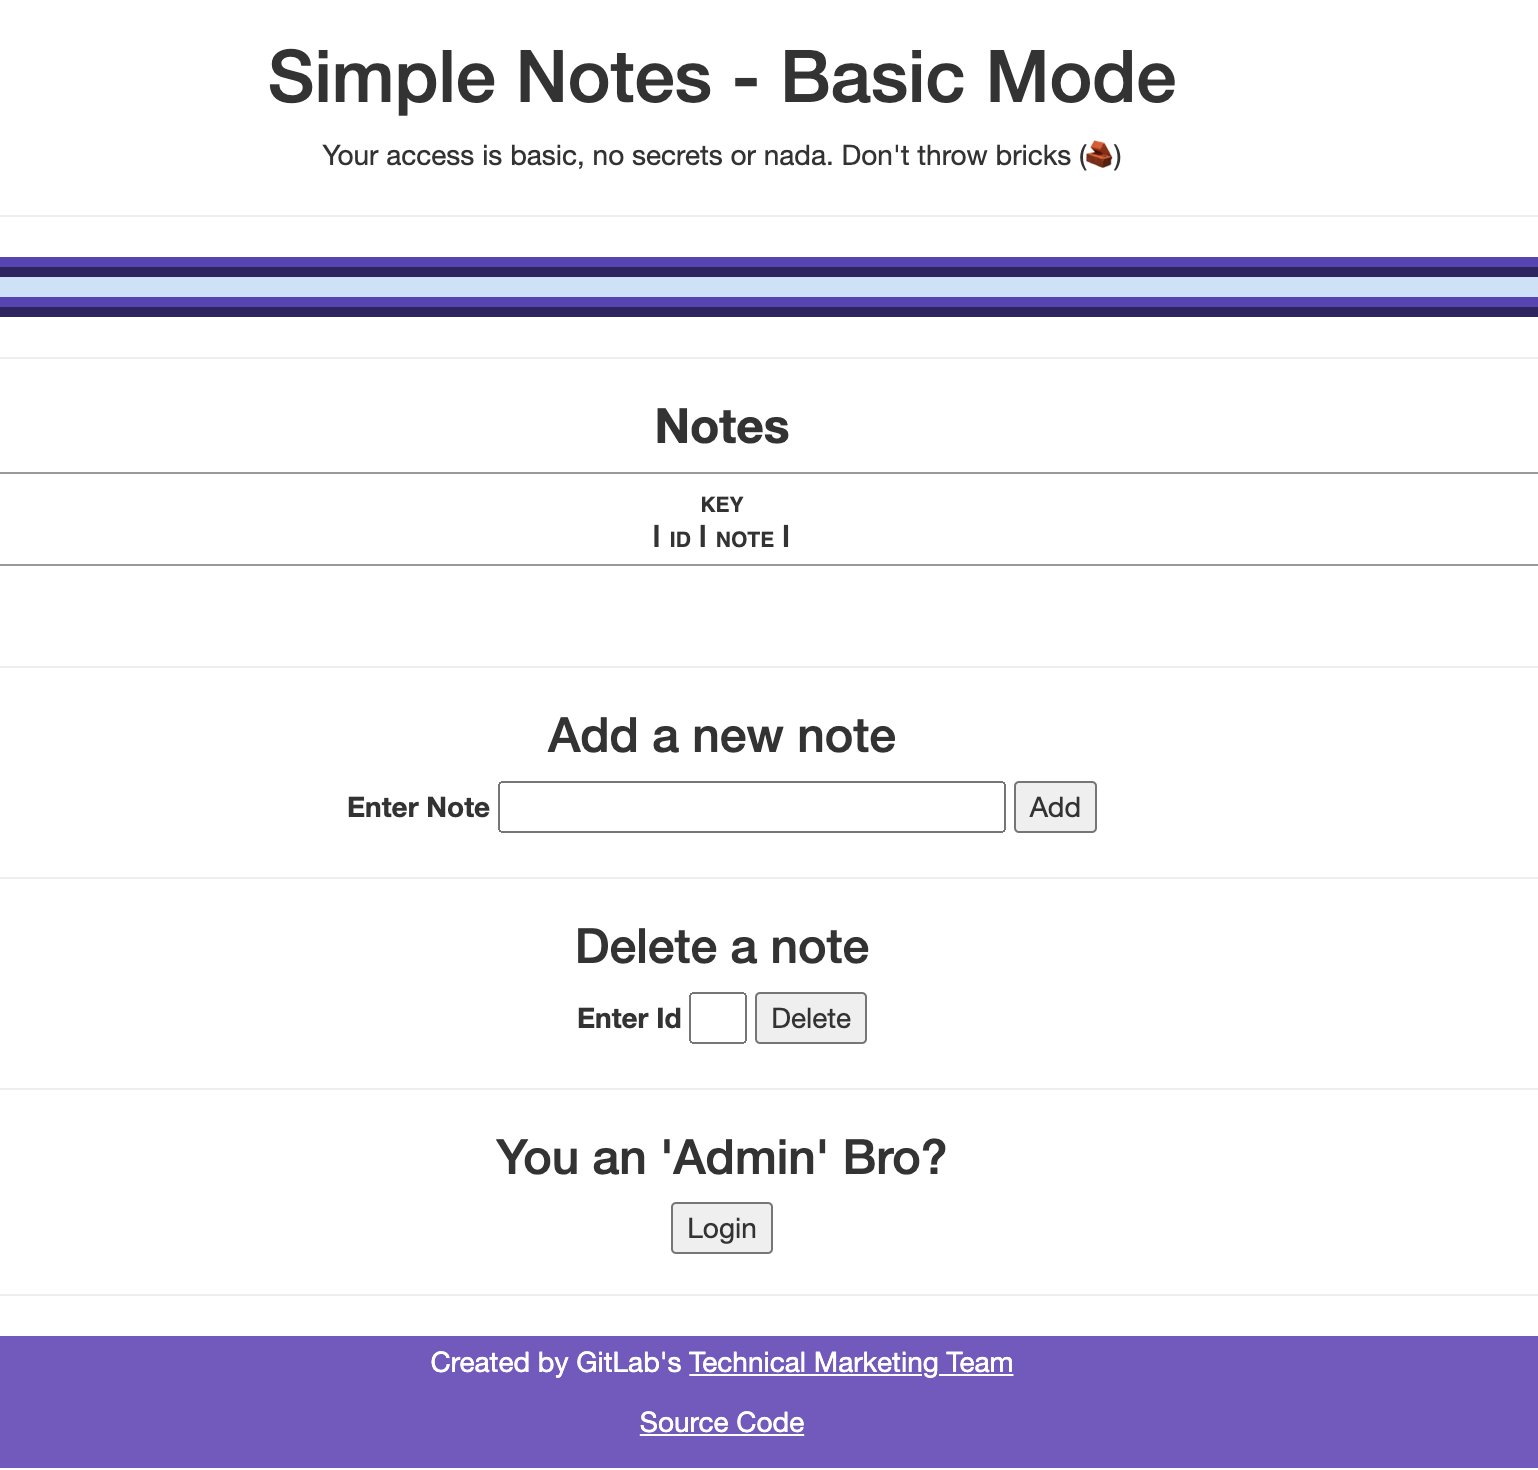 Simple Notes - Basic Mode
Your access is basic, no secrets or nada. Don't throw bricks (🧱)
Notes
KEY
| ID | NOTE |
Add a new note
Enter Note Add
Delete a note
Enter Id Delete
You an 'Admin' Bro?
Login
Created by GitLab's Technical Marketing Team
Source Code